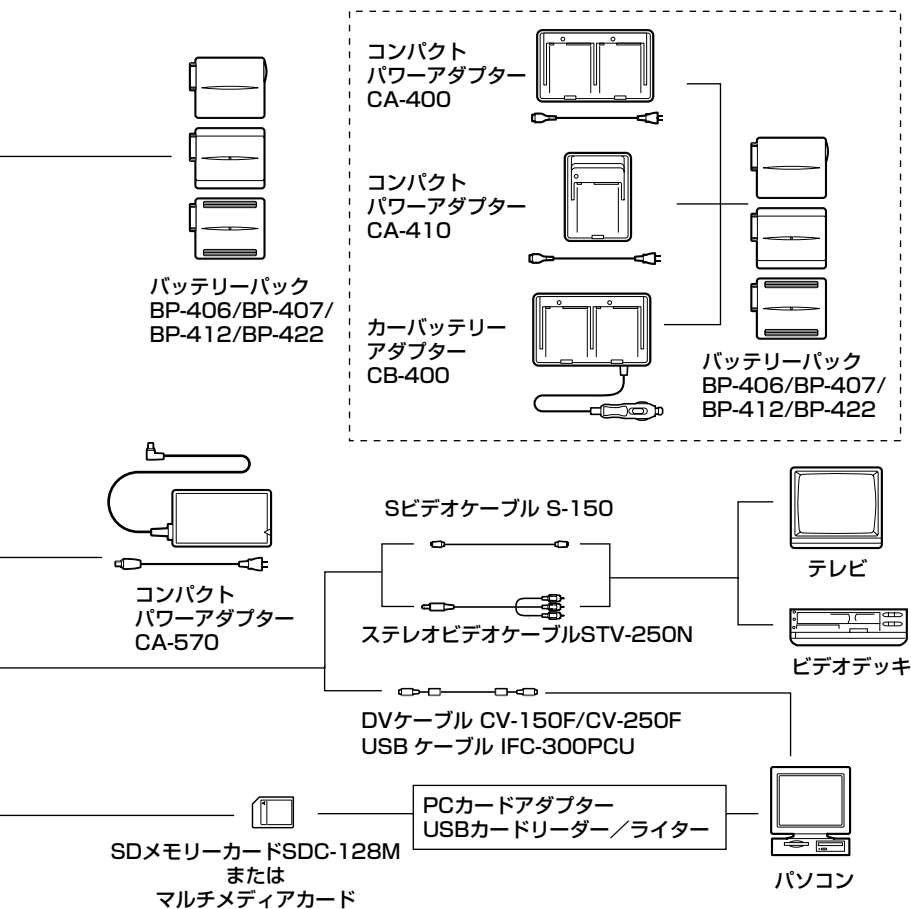 コンパクト
パワーアダプター
CA-400
コンパクト
パワーアダプター
CA-410
カーバッテリー
アダプター
CB-400
バッテリーパック
BP-406/BP-407/
BP-412/BP-422
バッテリーパック
BP-406/BP-407/
BP-412/BP-422
コンパクト
パワーアダプター
CA-570
Sビデオケーブル S-150
ステレオビデオケーブルSTV-250N
テレビ
ビデオデッキ
DVケーブル CV-150F/CV-250F
USB ケーブル IFC-300PCU
SDメモリーカードSDC-128M
または
マルチメディアカード
PCカードアダプター
USBカードリーダー／ライター
パソコン